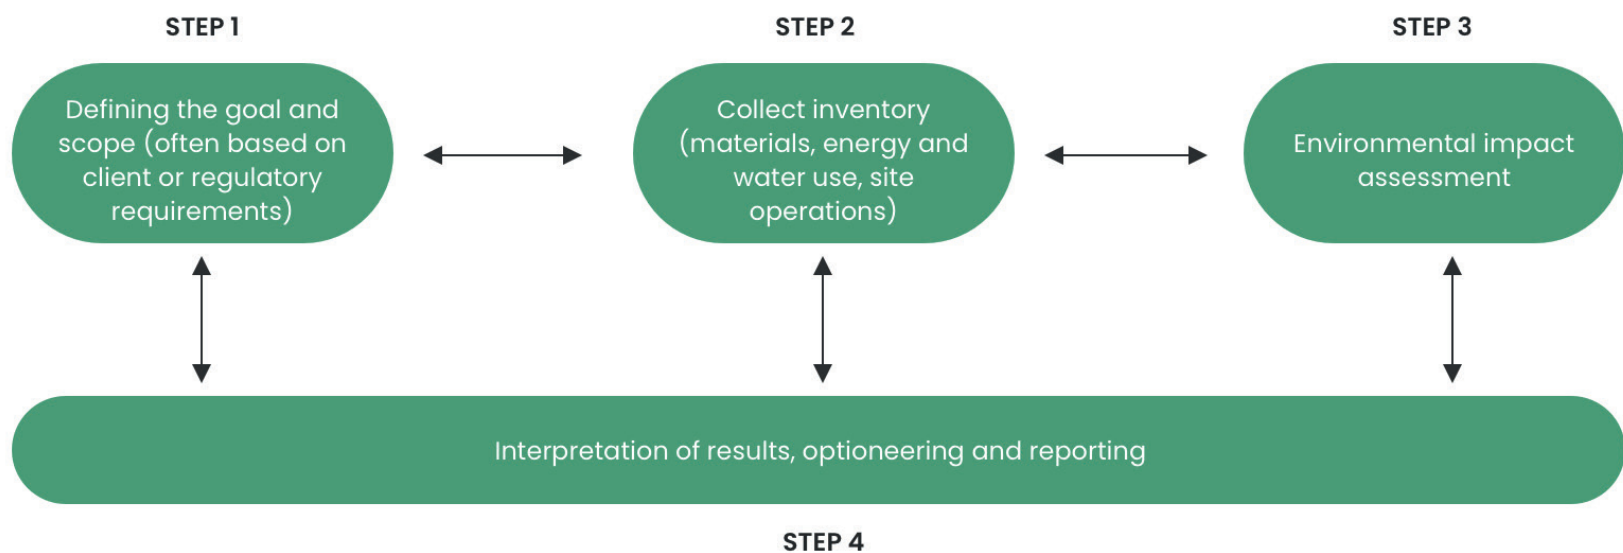 STEP 1
Defining the goal and
scope (often based on
client or regulatory
requirements)
STEP 2
Collect inventory
(materials, energy and
water use, site
operations)
STEP 3
Environmental impact
assessment
Interpretation of results, optioneering and reporting
STEP 4